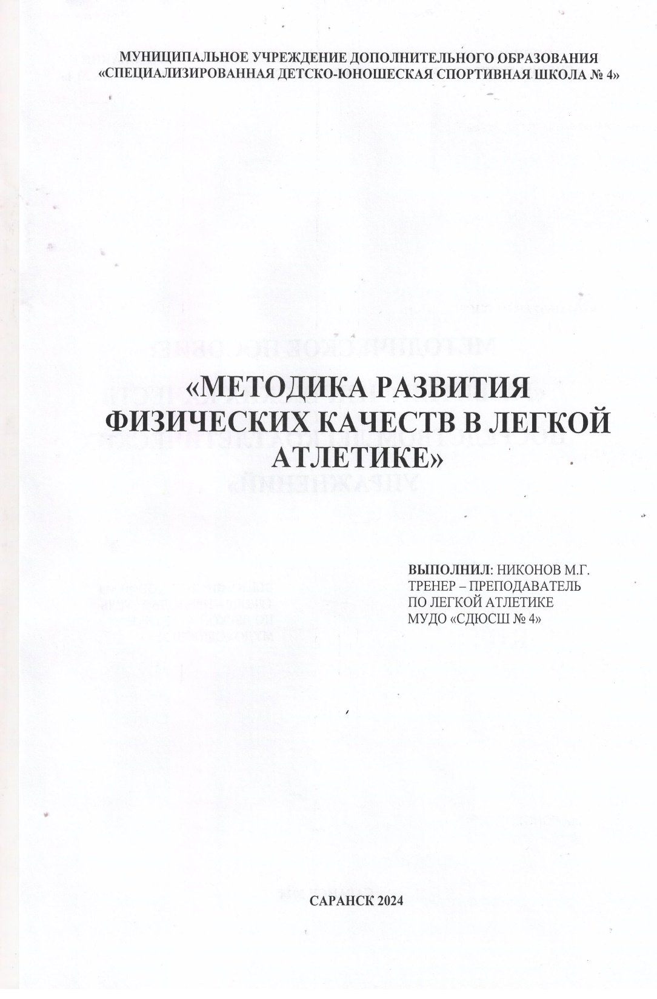 МУНИЦИПАЛЬНОЕ УЧРЕЖДЕНИЕ ДОПОЛНИТЕЛЬНОГО ОБРАЗОВАНИЯ
«СПЕЦИАЛИЗИРОВАННАЯ ДЕТСКО-ЮНОШЕСКАЯ СПОРТИВНАЯ ШКОЛА № 4»
«МЕТОДИКА РАЗВИТИЯ
ФИЗИЧЕСКИХ КАЧЕСТВ В ЛЕГКОЙ
АТЛЕТИКЕ»
ВЫПОЛНИЛ: НИКОНОВ М.Г.
ТРЕНЕР – ПРЕПОДАВАТЕЛЬ
ПО ЛЕГКОЙ АТЛЕТИКЕ
МУДО «СДЮСШ № 4»
САРАНСК 2024